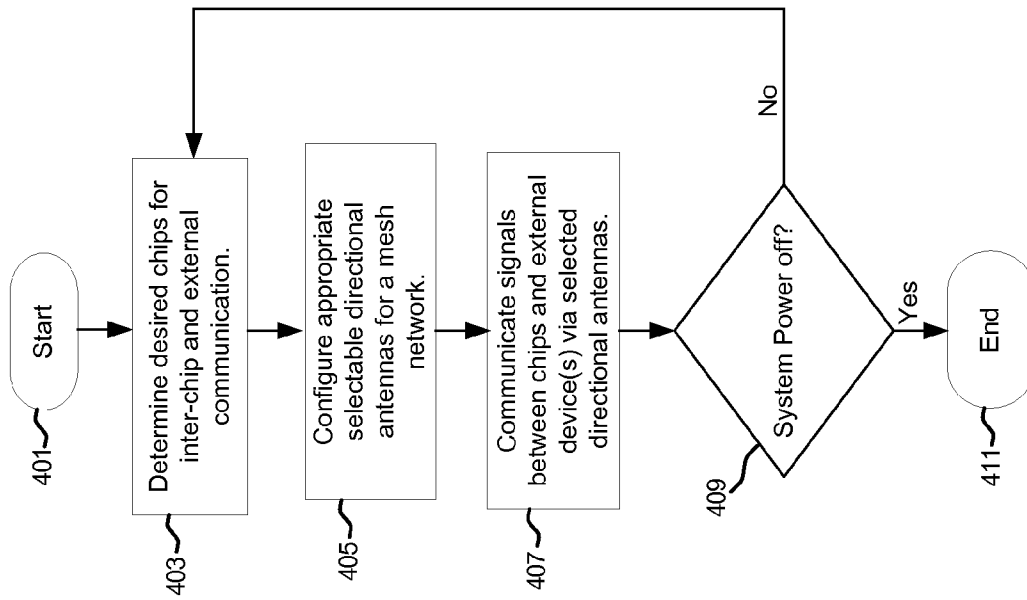 Start
401
Determine desired chips for
inter-chip and external
communication.
403
Configure appropriate
selectable directional
antennas for a mesh
network.
405
Communicate signals
between chips and external
device(s) via selected
directional antennas.
407
System Power off?
409
No
Yes
End
411